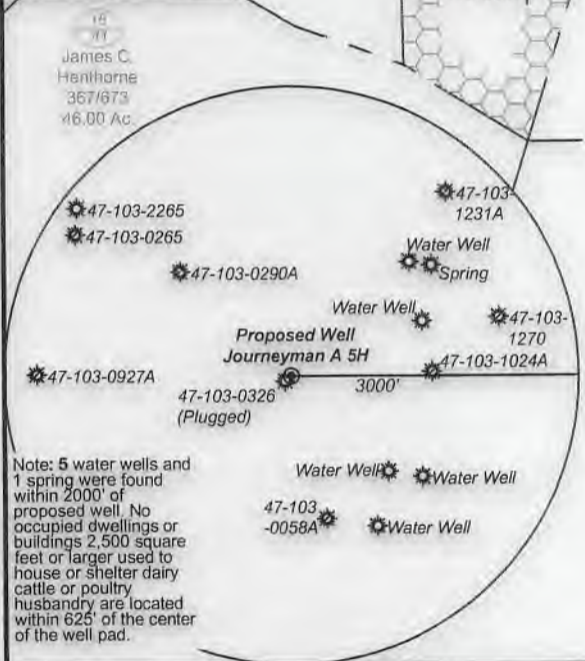 James C.
Henthorne
367/673
46.00 Ac.
47-103-2265
47-103-0265
47-103-0290A
47-103-0927A
47-103-
1231A
Water Well
Spring
Water Well
47-103-
1270
Proposed Well
Journeyman A 5H
47-103-1024A
3000'
47-103-0326
(Plugged)
Note: 5 water wells and
1 spring were found
within 2000' of
proposed well. No
occupied dwellings or
buildings 2,500 square
feet or larger used to
house or shelter dairy
cattle or poultry
husbandry are located
within 625' of the center
of the well pad.
Water Well
Water Well
47-103
-0058A
Water Well